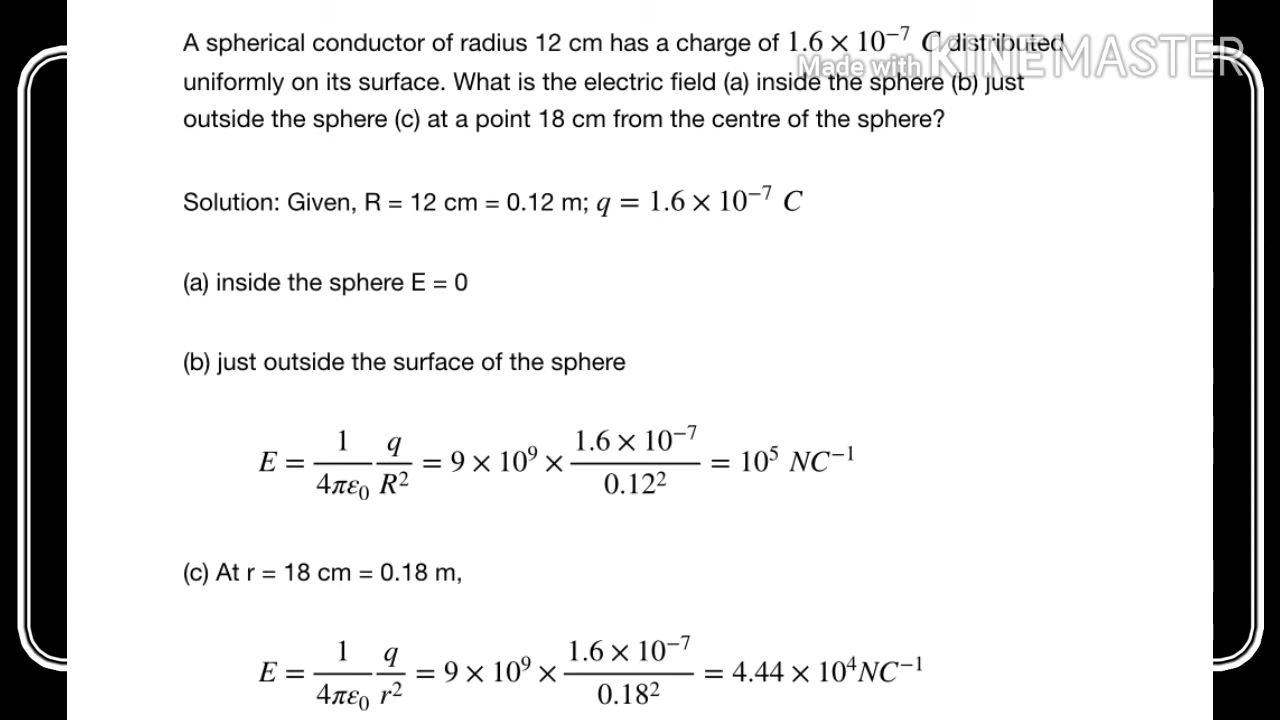 A spherical conductor of radius 12 cm has a charge of 1.6 × 10⁻⁷ C distributed
Made with KINEMASTER
uniformly on its surface. What is the electric field (a) inside the sphere (b) just
outside the sphere (c) at a point 18 cm from the centre of the sphere?
Solution: Given, R = 12 cm = 0.12 m; q = 1.6 × 10⁻⁷ C
(a) inside the sphere E = 0
(b) just outside the surface of the sphere
E = 1/4πε₀ q/R² = 9 × 10⁹ × 1.6 × 10⁻⁷/0.12² = 10⁵ NC⁻¹
(c) At r = 18 cm = 0.18 m,
E = 1/4πε₀ q/r² = 9 × 10⁹ × 1.6 × 10⁻⁷/0.18² = 4.44 × 10⁴NC⁻¹